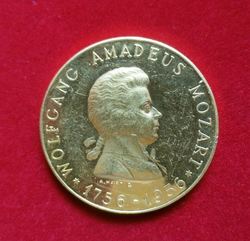 WOLFGANG AMADEUS MOZART
* 1756 - 1956 *